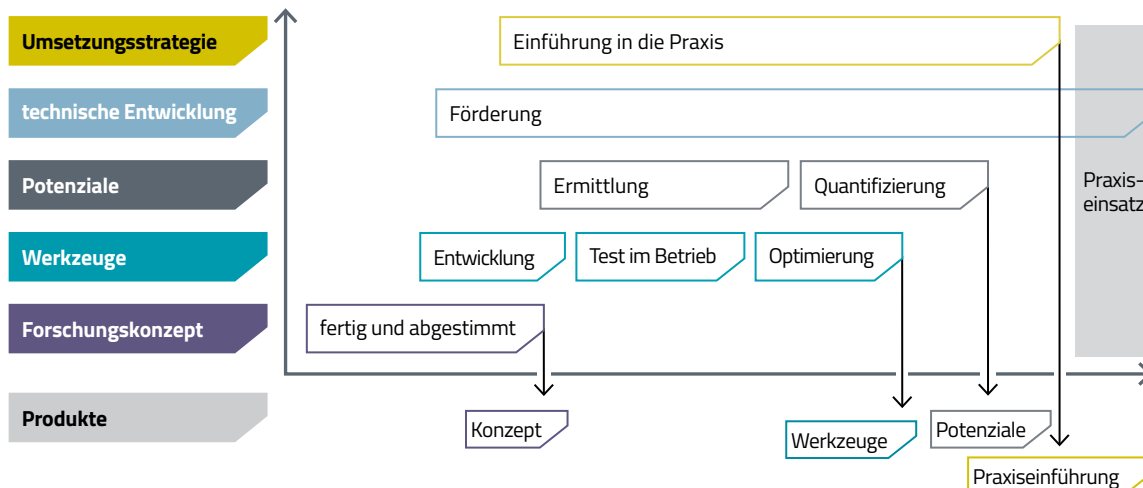 Umsetzungsstrategie
Einführung in die Praxis
technische Entwicklung
Förderung
Potenziale
Ermittlung
Quantifizierung
Praxis-
einsatz
Werkzeuge
Entwicklung
Test im Betrieb
Optimierung
Forschungskonzept
fertig und abgestimmt
Produkte
Konzept
Werkzeuge
Potenziale
Praxiseinführung